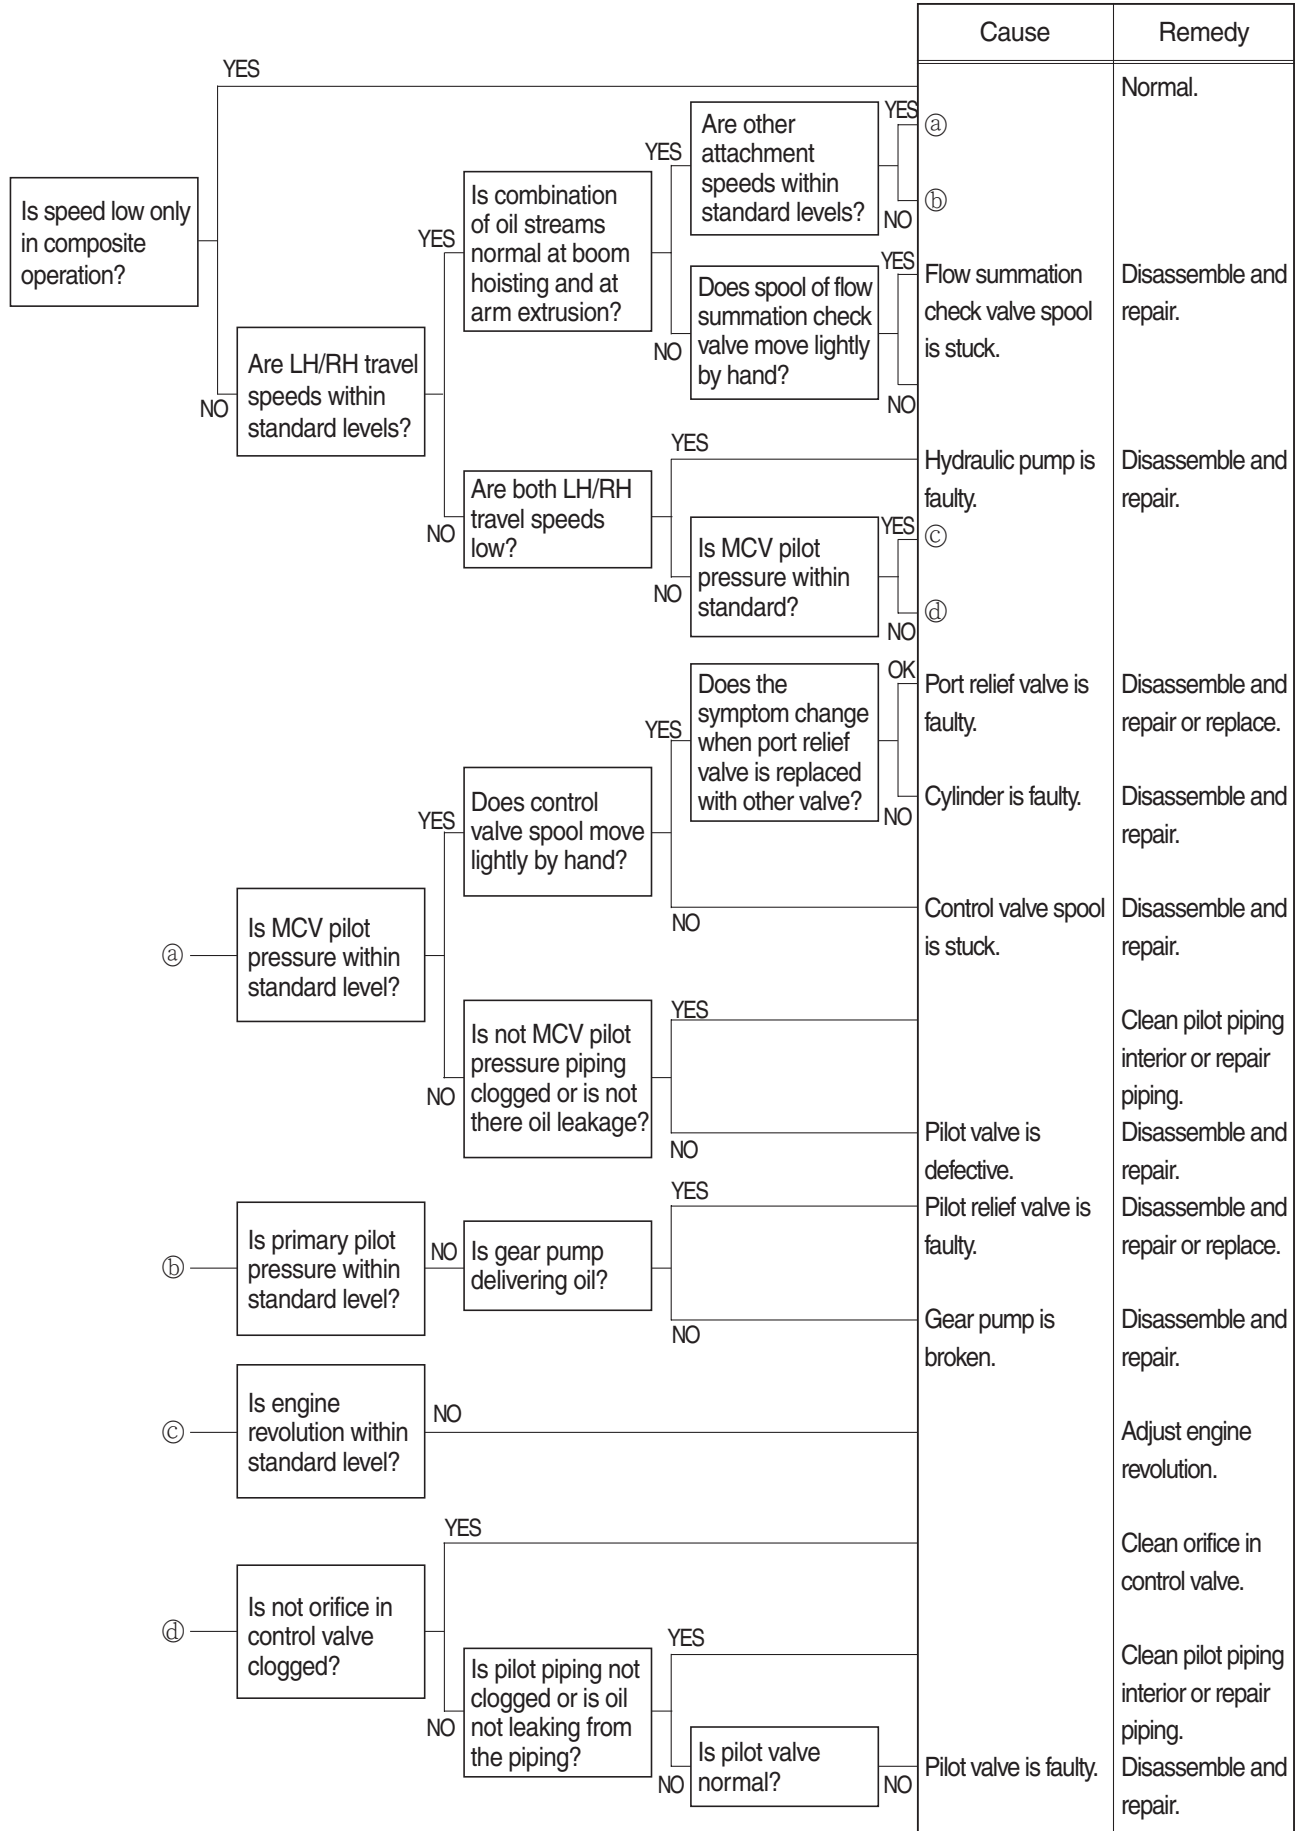 Cause
Remedy
YES
Normal.
Is speed low only
in composite
operation?
NO
Are LH/RH travel
speeds within
standard levels?
YES
Is combination
of oil streams
normal at boom
hoisting and at
arm extrusion?
YES
Are other
attachment
speeds within
standard levels?
YES
ⓐ
NO
ⓑ
NO
Does spool of flow
summation check
valve move lightly
by hand?
YES
Flow summation
check valve spool
is stuck.
Disassemble and
repair.
NO
NO
Are both LH/RH
travel speeds
low?
YES
Hydraulic pump is
faulty.
Disassemble and
repair.
NO
Is MCV pilot
pressure within
standard?
YES
ⓒ
NO
ⓓ
ⓐ
Is MCV pilot
pressure within
standard level?
YES
Does control
valve spool move
lightly by hand?
YES
Does the
symptom change
when port relief
valve is replaced
with other valve?
OK
Port relief valve is
faulty.
Disassemble and
repair or replace.
NO
Cylinder is faulty.
Disassemble and
repair.
NO
Control valve spool
is stuck.
Disassemble and
repair.
NO
Is not MCV pilot
pressure piping
clogged or is not
there oil leakage?
YES
Clean pilot piping
interior or repair
piping.
NO
Pilot valve is
defective.
Disassemble and
repair.
ⓑ
Is primary pilot
pressure within
standard level?
NO
Is gear pump
delivering oil?
YES
Pilot relief valve is
faulty.
Disassemble and
repair or replace.
NO
Gear pump is
broken.
Disassemble and
repair.
ⓒ
Is engine
revolution within
standard level?
NO
Adjust engine
revolution.
ⓓ
Is not orifice in
control valve
clogged?
YES
Clean orifice in
control valve.
NO
Is pilot piping not
clogged or is oil
not leaking from
the piping?
YES
Clean pilot piping
interior or repair
piping.
NO
Is pilot valve
normal?
NO
Pilot valve is faulty.
Disassemble and
repair.